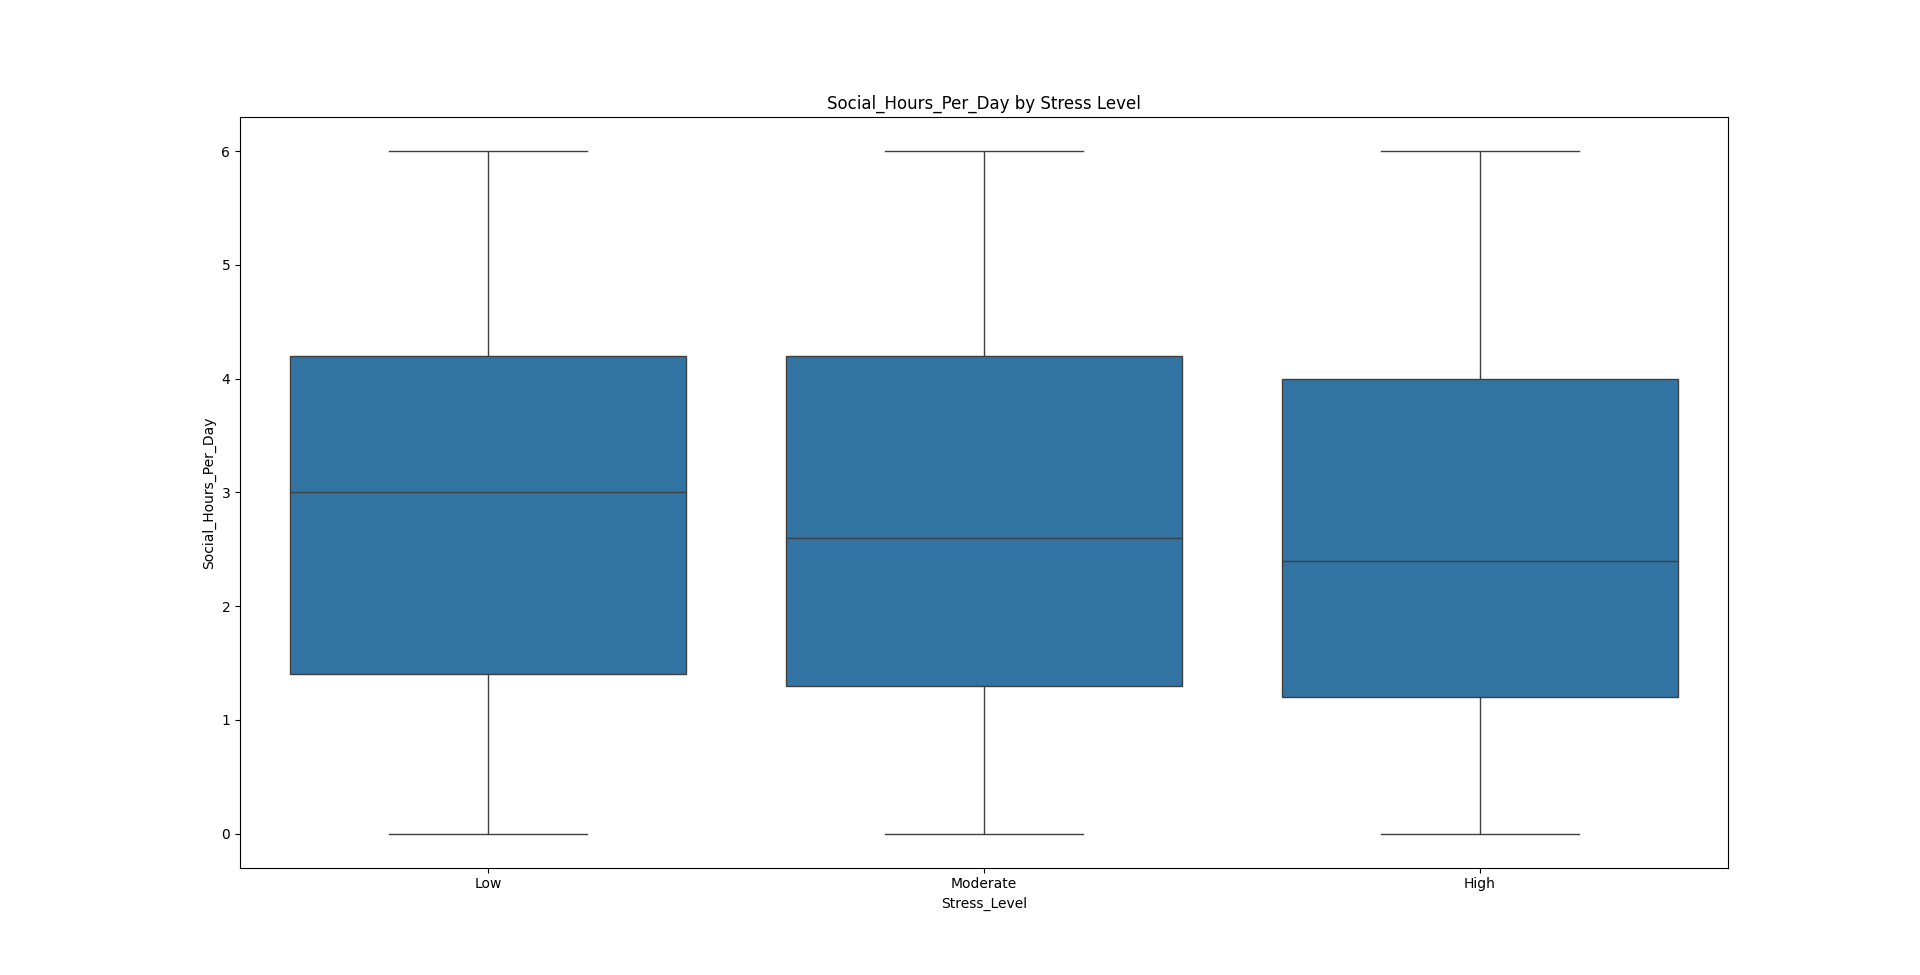 Social_Hours_Per_Day by Stress Level
Social_Hours_Per_Day
6
5
4
3
2
1
0
Low
Moderate
High
Stress_Level